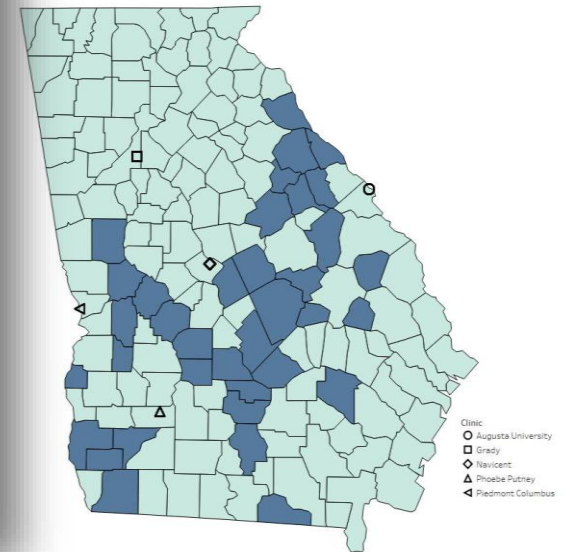 Clinic
Augusta University
Grady
Navicent
Phoebe Putney
Piedmont Columbus